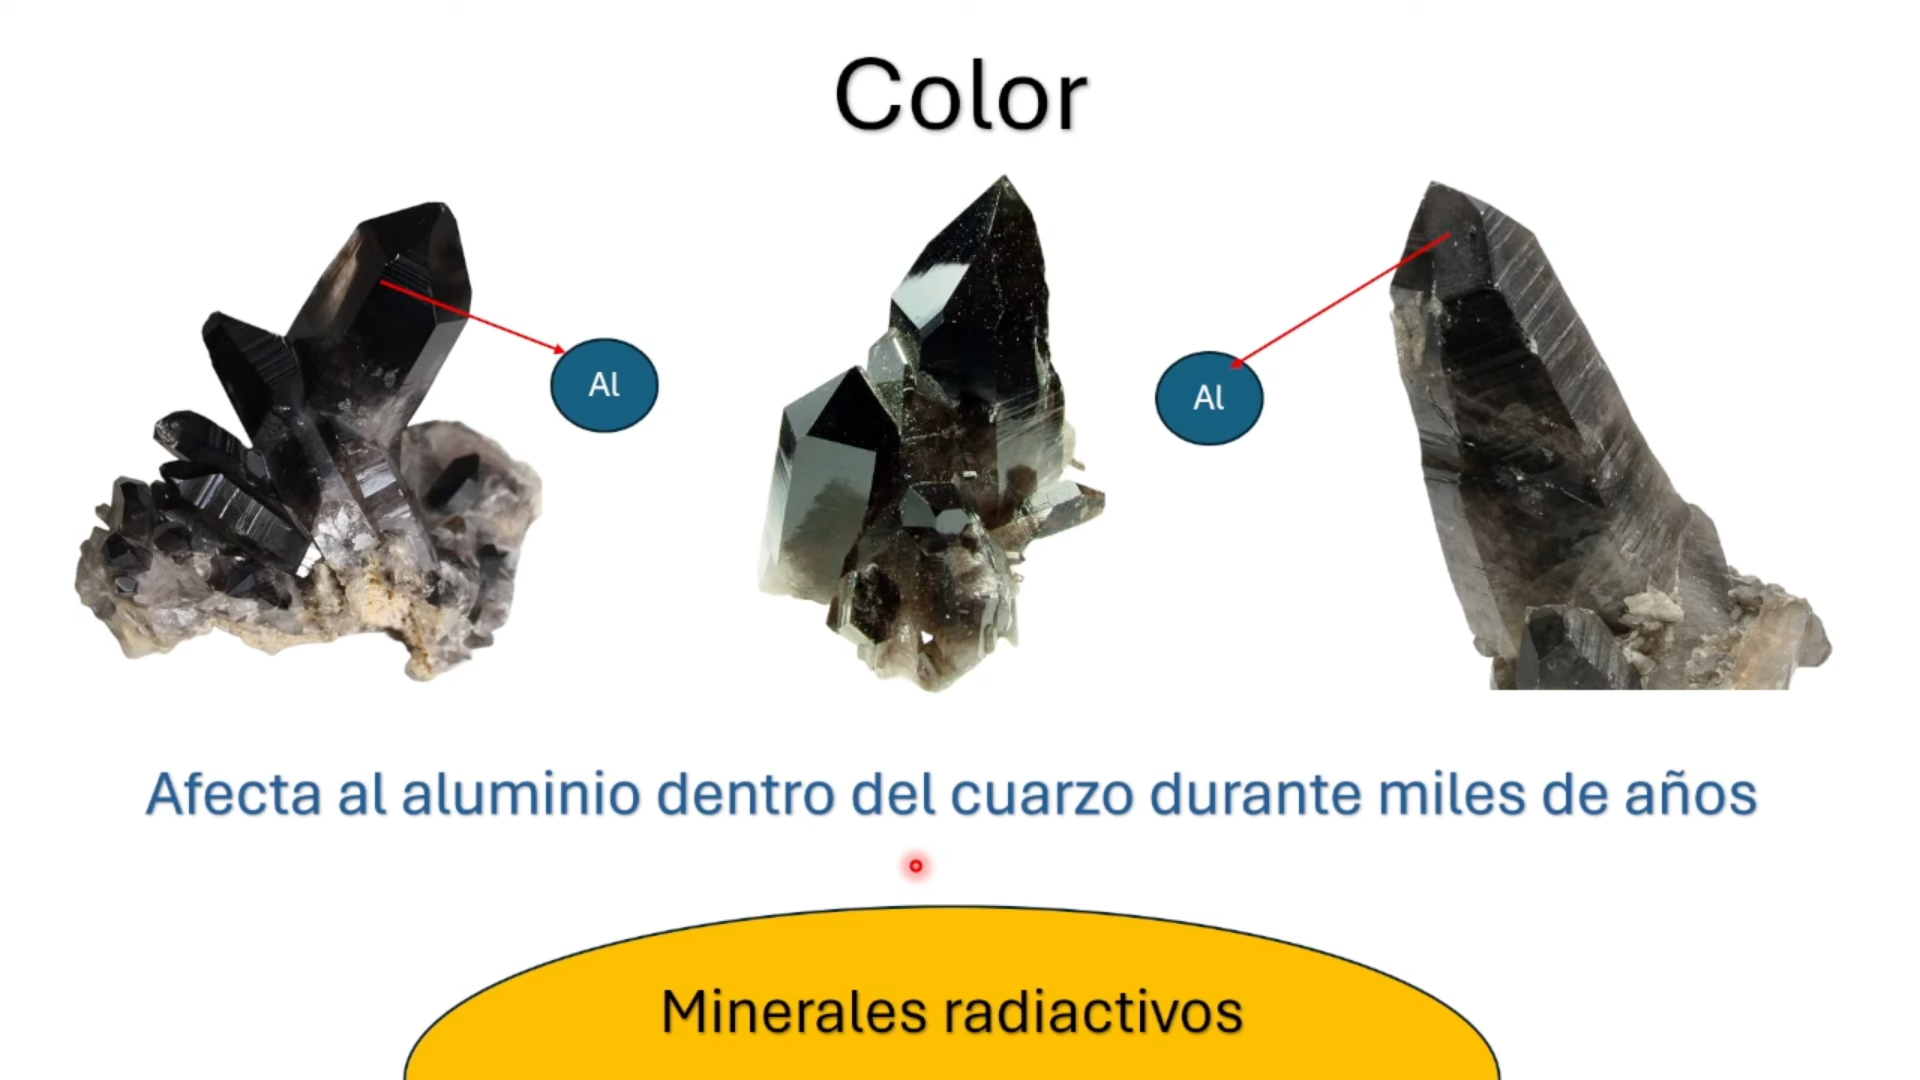 Color
Al
Al
Afecta al aluminio dentro del cuarzo durante miles de años
Minerales radiactivos